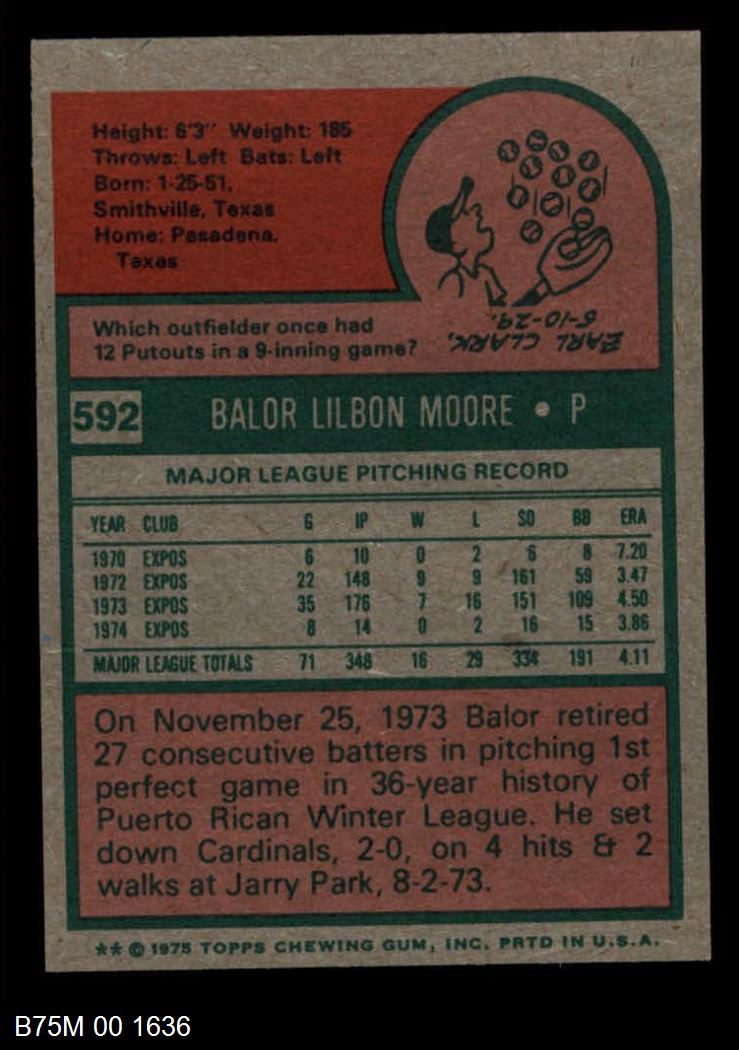 Height: 6'3" Weight: 185
Throws: Left Bats: Left
Born: 1-25-51,
Smithville, Texas
Home: Pasadena,
Texas
Which outfielder once had
12 Putouts in a 9-inning game?
EARL CLARK,
5-10-29.
592 BALOR LILBON MOORE • P
MAJOR LEAGUE PITCHING RECORD
YEAR CLUB G IP W L SO BB ERA
1970 EXPOS 6 10 0 2 6 8 7.20
1972 EXPOS 22 148 9 9 161 59 3.47
1973 EXPOS 35 176 7 16 151 109 4.50
1974 EXPOS 8 14 0 2 16 15 3.86
MAJOR LEAGUE TOTALS 71 348 16 29 334 191 4.11
On November 25, 1973 Balor retired
27 consecutive batters in pitching 1st
perfect game in 36-year history of
Puerto Rican Winter League. He set
down Cardinals, 2-0, on 4 hits & 2
walks at Jarry Park, 8-2-73.
** © 1975 TOPPS CHEWING GUM, INC. PRTD IN U.S.A.
B75M 00 1636